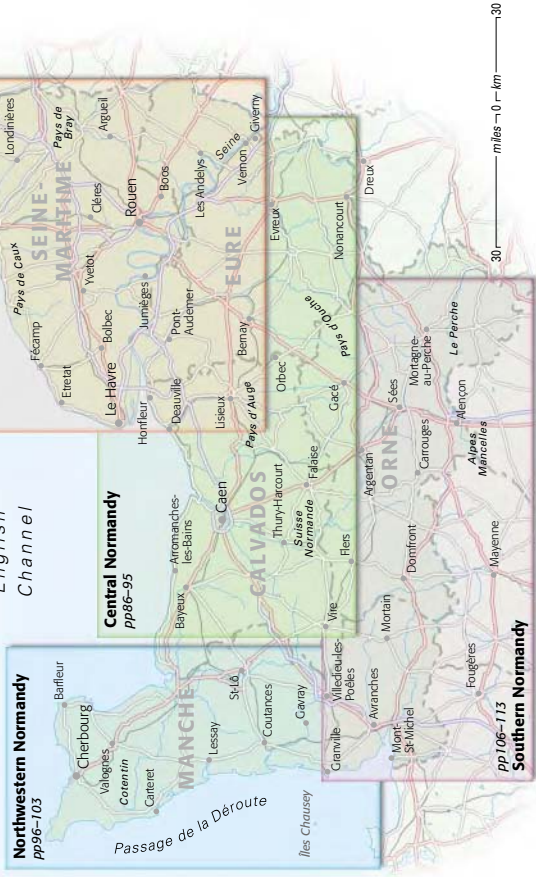 English
Channel
Northwestern Normandy
pp96–103
Barfleur
Cherbourg
Valognes
Cotentin
Carteret
MANCHE
Lessay
St-Lô
Coutances
Gavray
Passage de la Déroute
Îles Chausey
Granville
Villedieu-les-
Poêles
Avranches
Mont-
St-Michel
Central Normandy
pp86–95
Arromanches-
les-Bains
Bayeux
Caen
CALVADOS
Thury-Harcourt
Suisse
Normande
Falaise
Vire
Flers
Pays d'Auge
Orbec
Gacé
Pays d'Ouche
Evreux
Nonancourt
Dreux
Londinières
Pays de
Bray
Argueil
Pays de Caux
SEINE-
MARITIME
Fécamp
Etretat
Yvetot
Clères
Bolbec
Le Havre
Jumièges
Rouen
Boos
Honfleur
Deauville
Pont-
Audemer
Les Andelys
Seine
Vernon
Giverny
Lisieux
Bernay
EURE
Argentan
ORNE
Sées
Mortagne-
au-Perche
Le Perche
Carrouges
Alençon
Alpes
Mancelles
Domfront
Mortain
Mayenne
Fougères
pp106–113
Southern Normandy
30 miles – 0 – km 30